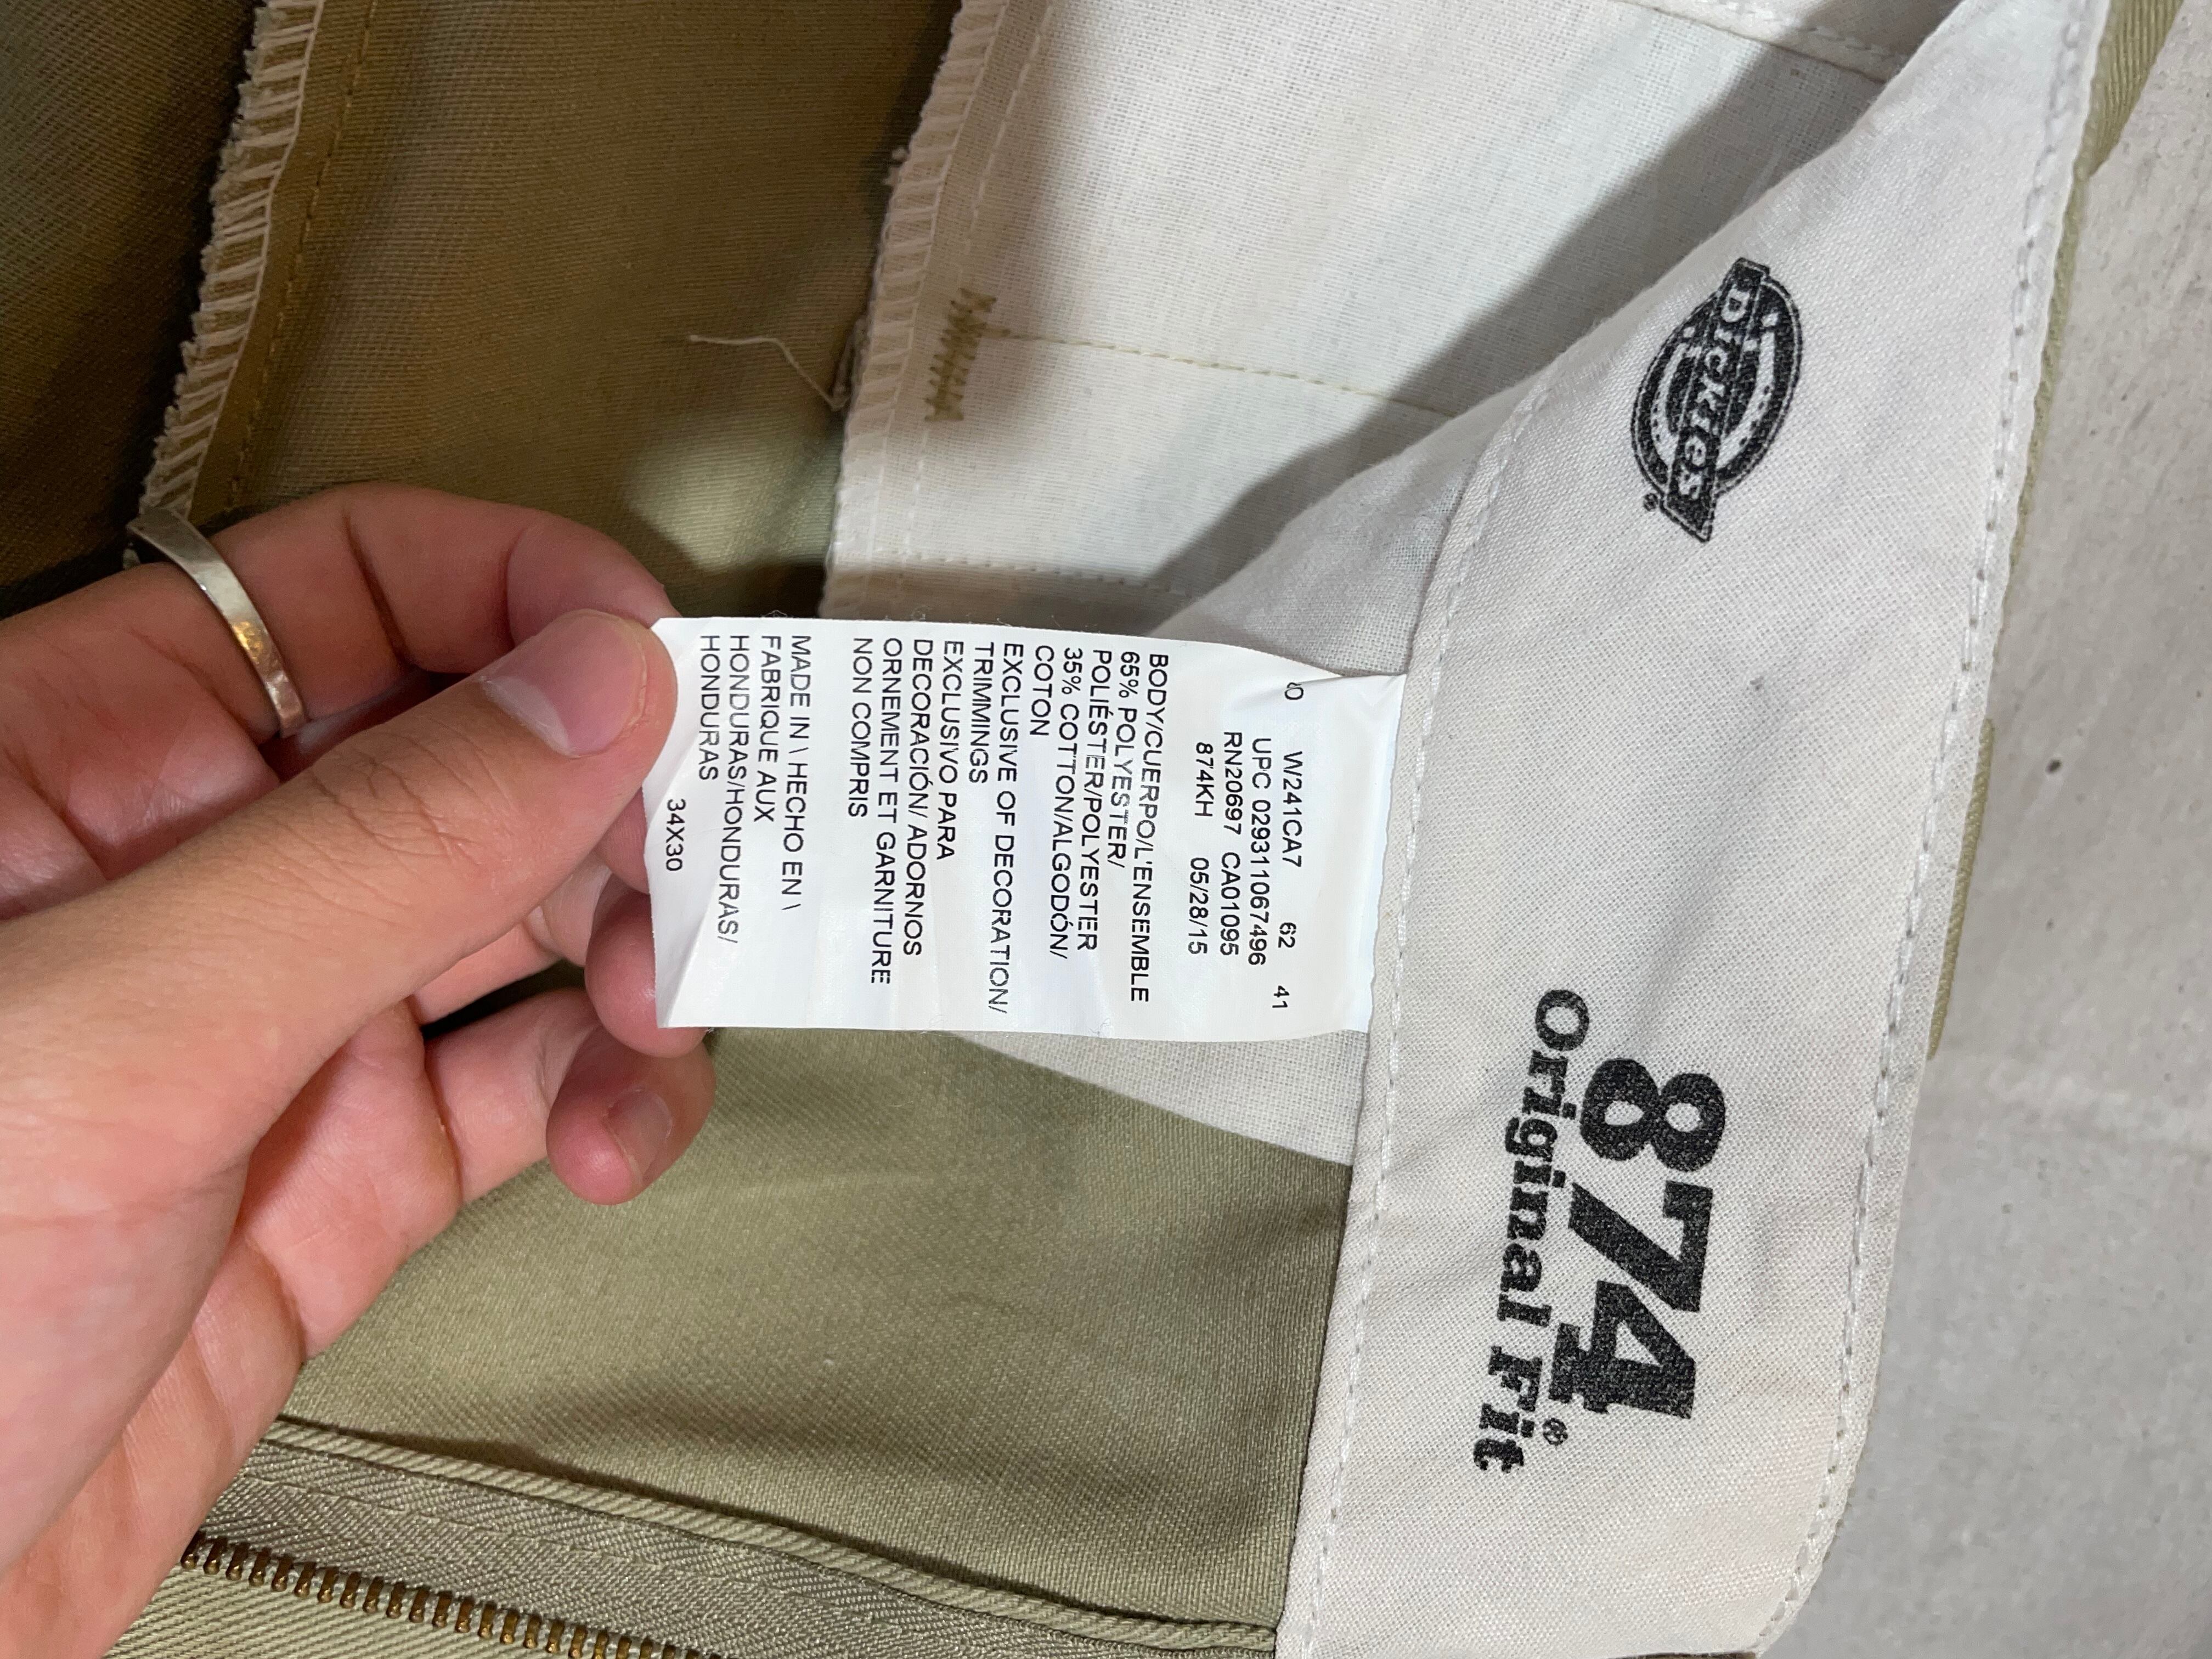 Dickies®
874®
Original Fit
W241CA7 62 41
UPC 029311067496
RN20697 CA01095
874KH 05/28/15
BODY/CUERPO/L'ENSEMBLE
65% POLYESTER/
POLIÉSTER/POLYESTER
35% COTTON/ALGODÓN/
COTON
EXCLUSIVE OF DECORATION/
TRIMMINGS
EXCLUSIVO PARA
DECORACIÓN/ ADORNOS
ORNEMENT ET GARNITURE
NON COMPRIS
MADE IN \ HECHO EN \
FABRIQUE AUX
HONDURAS/HONDURAS/
HONDURAS
34X30